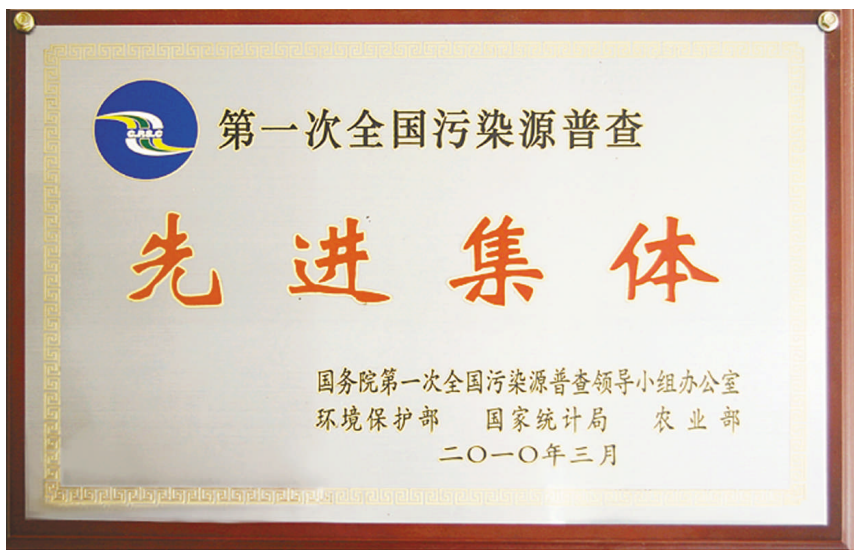 C.P.S.C
第一次全国污染源普查
先进集体
国务院第一次全国污染源普查领导小组办公室
环境保护部 国家统计局 农业部
二〇一〇年三月